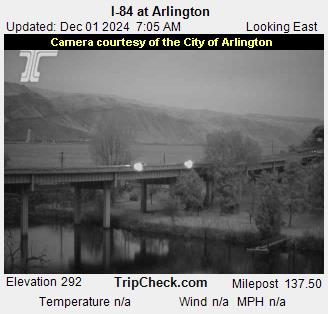 I-84 at Arlington
Updated: Dec 01 2024 7:05 AM Looking East
Camera courtesy of the City of Arlington
Elevation 292 TripCheck.com Milepost 137.50
Temperature n/a Wind n/a MPH n/a